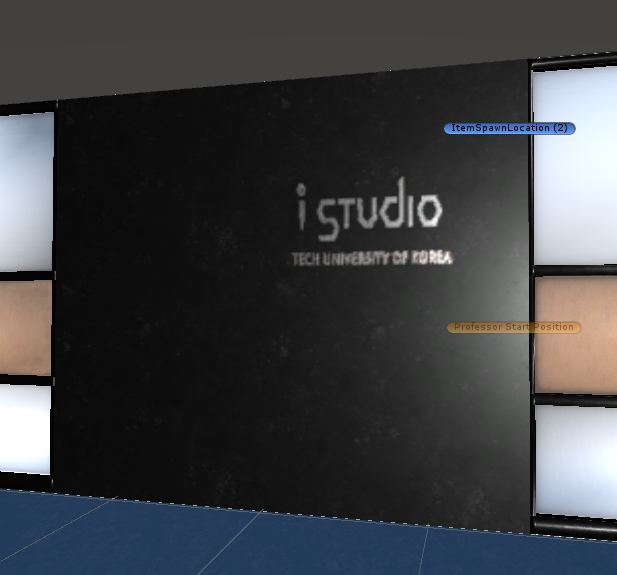 ItemSpawnLocation (2)
i STUdIO
TECH UNIVERSITY OF KOREA
Professor Start Position